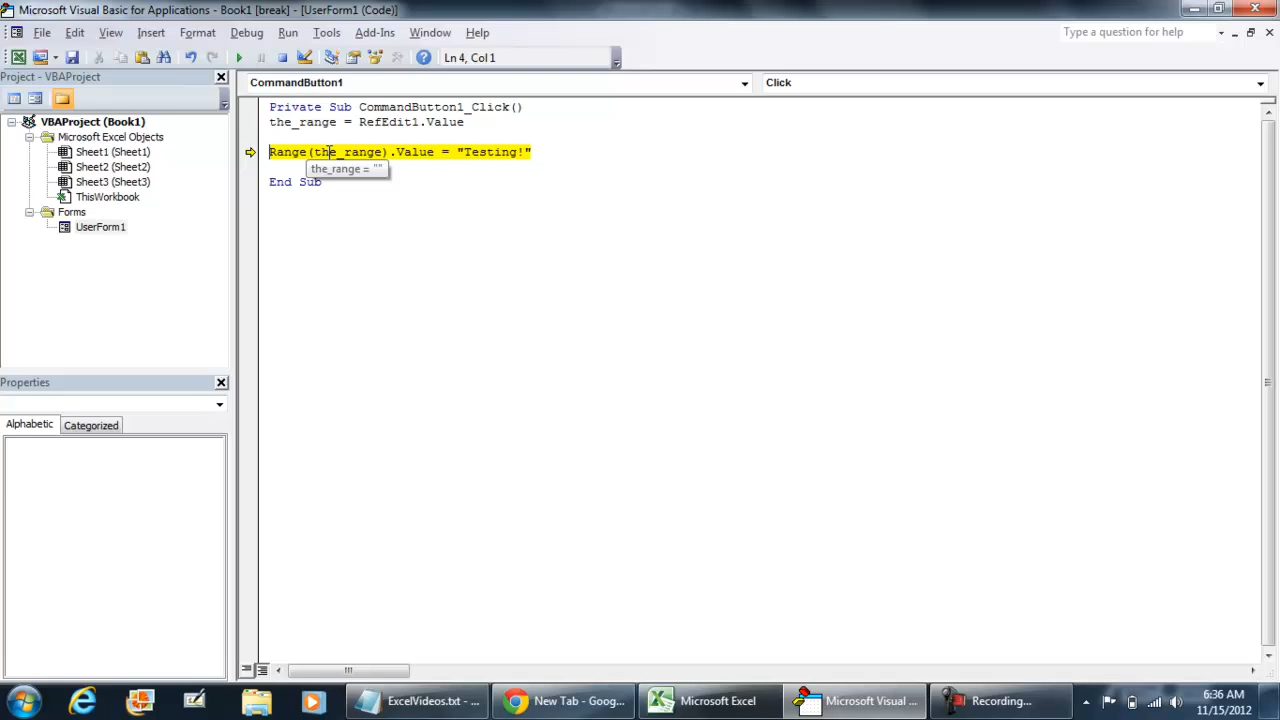 Microsoft Visual Basic for Applications - Book1 [break] - [UserForm1 (Code)]
File Edit View Insert Format Debug Run Tools Add-Ins Window Help
Type a question for help
Ln 4, Col 1
Project - VBAProject
CommandButton1
Click
VBAProject (Book1)
Microsoft Excel Objects
Sheet1 (Sheet1)
Sheet2 (Sheet2)
Sheet3 (Sheet3)
ThisWorkbook
Forms
UserForm1
Private Sub CommandButton1_Click()
the_range = RefEdit1.Value
Range(the_range).Value = "Testing!"
the_range = ""
End Sub
Properties
Alphabetic Categorized
ExcelVideos.txt - ...
New Tab - Goog...
Microsoft Excel
Microsoft Visual ...
Recording...
6:36 AM
11/15/2012